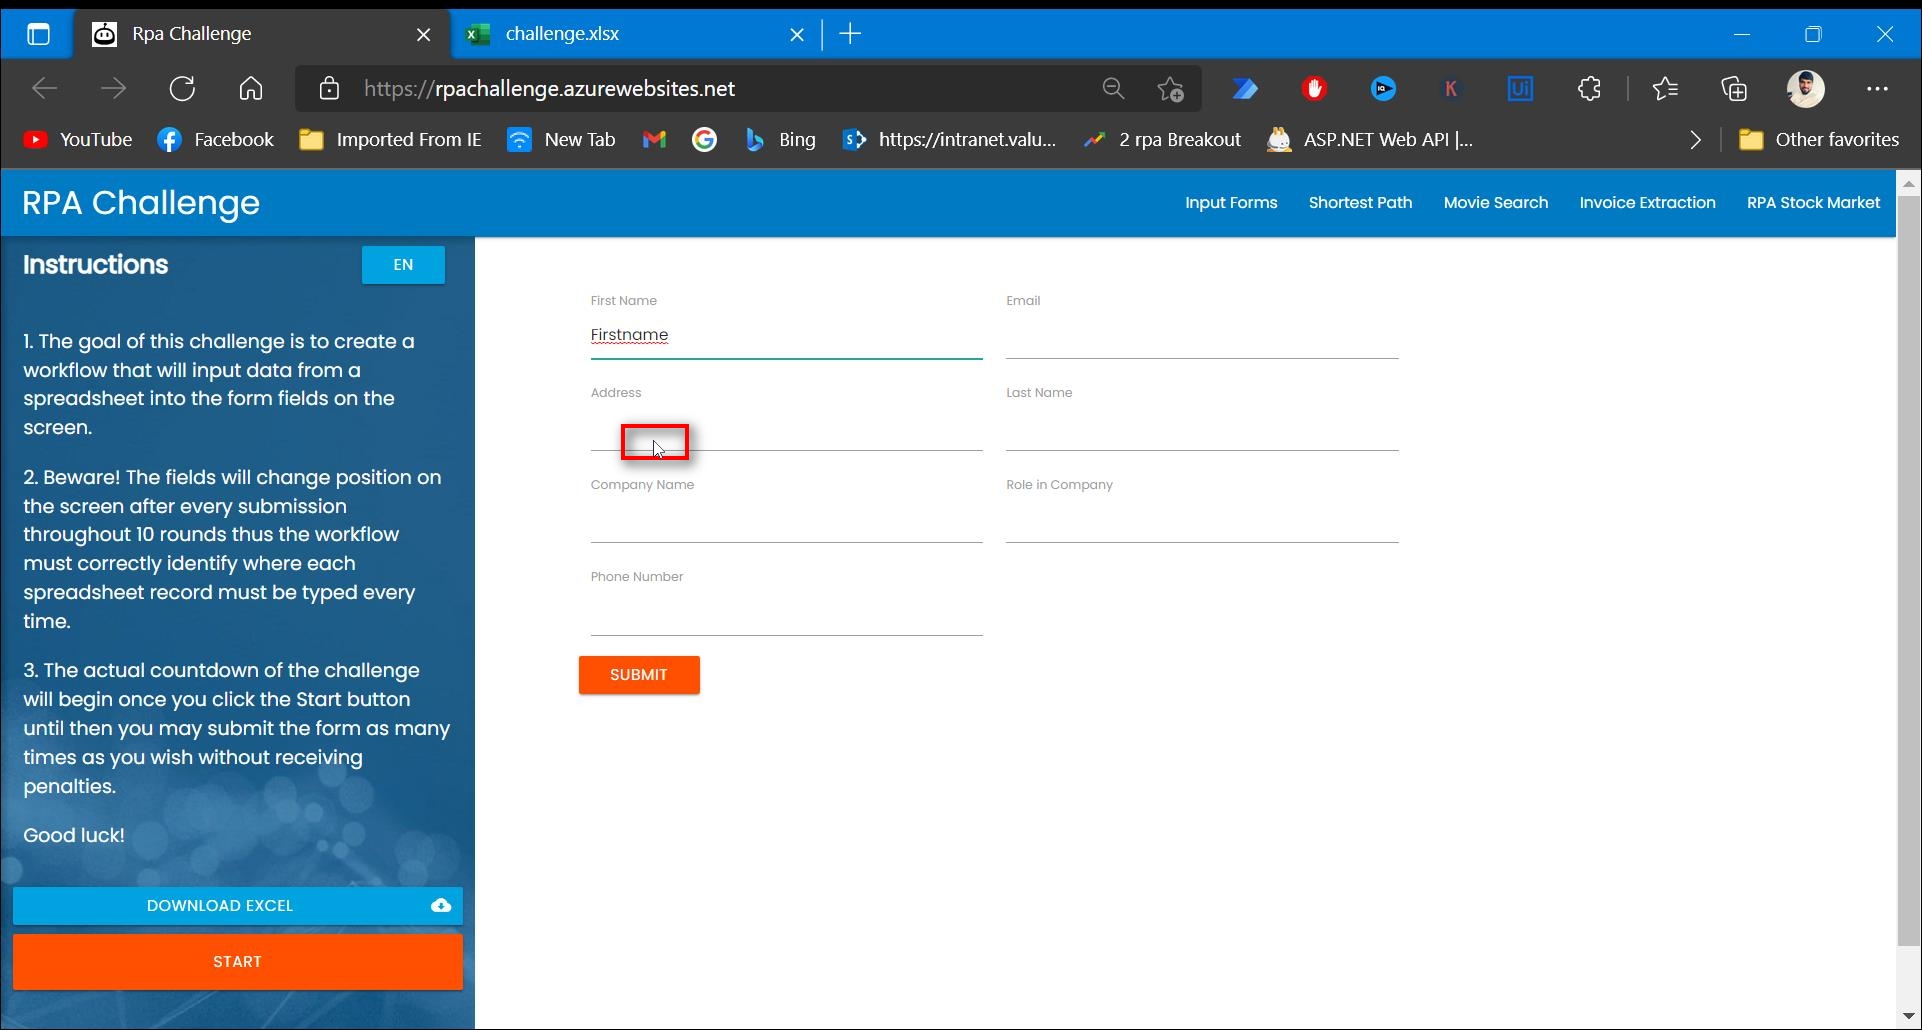 Rpa Challenge
challenge.xlsx
https://rpachallenge.azurewebsites.net
K
Ui
YouTube
Facebook
Imported From IE
New Tab
Bing
https://intranet.valu...
2 rpa Breakout
ASP.NET Web API |...
Other favorites
RPA Challenge
Input Forms
Shortest Path
Movie Search
Invoice Extraction
RPA Stock Market
Instructions
EN
1. The goal of this challenge is to create a
workflow that will input data from a
spreadsheet into the form fields on the
screen.
2. Beware! The fields will change position on
the screen after every submission
throughout 10 rounds thus the workflow
must correctly identify where each
spreadsheet record must be typed every
time.
3. The actual countdown of the challenge
will begin once you click the Start button
until then you may submit the form as many
times as you wish without receiving
penalties.
Good luck!
DOWNLOAD EXCEL
START
First Name
Firstname
Email
Address
Last Name
Company Name
Role in Company
Phone Number
SUBMIT